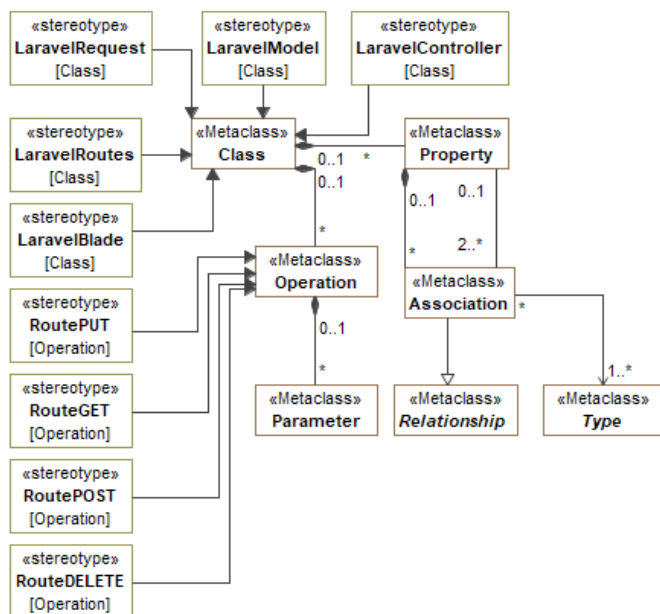 «stereotype»
LaravelRequest
[Class]
«stereotype»
LaravelModel
[Class]
«stereotype»
LaravelController
[Class]
«stereotype»
LaravelRoutes
[Class]
«Metaclass»
Class
0..1
*
0..1
«Metaclass»
Property
0..1
0..1
«stereotype»
LaravelBlade
[Class]
*
*
2..*
«Metaclass»
Operation
«Metaclass»
Association
*
0..1
*
1..*
«stereotype»
RoutePUT
[Operation]
«stereotype»
RouteGET
[Operation]
«Metaclass»
Parameter
«Metaclass»
Relationship
«Metaclass»
Type
«stereotype»
RoutePOST
[Operation]
«stereotype»
RouteDELETE
[Operation]